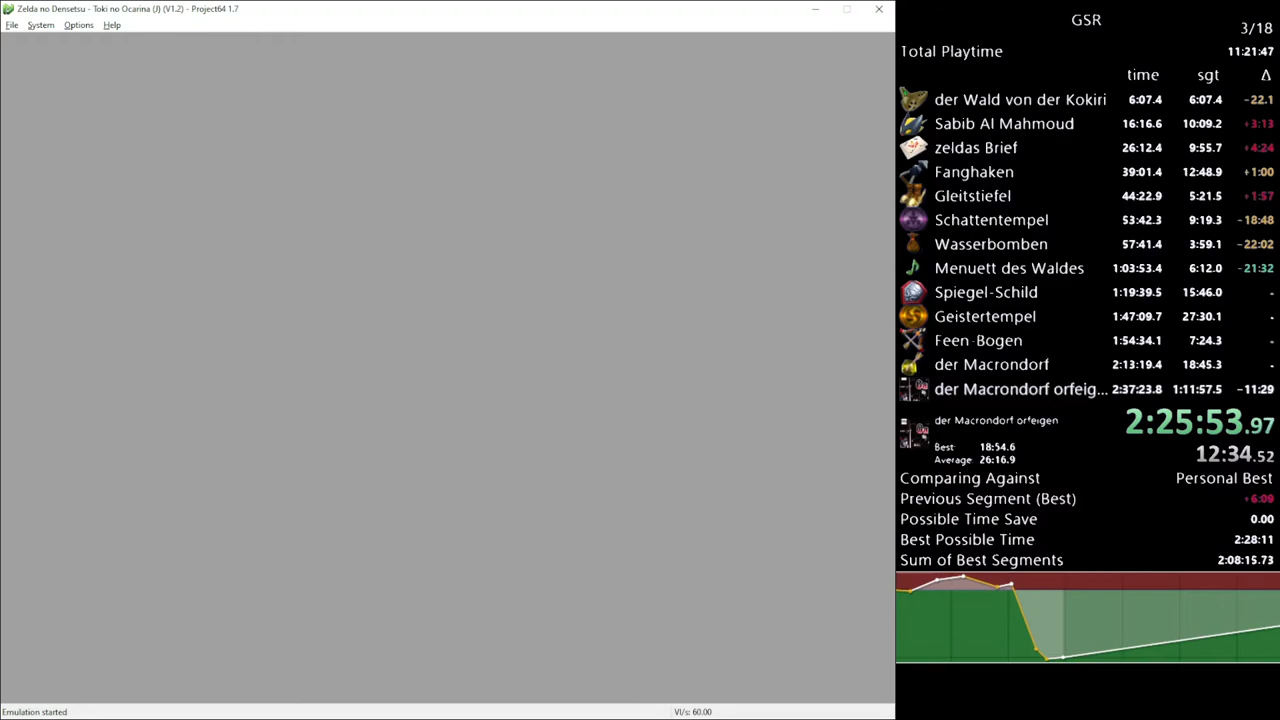 Zelda no Densetsu - Toki no Ocarina (J) (V1.2) - Project64 1.7
File System Options Help
GSR
3/18
Total Playtime 11:21:47
time sgt Δ
der Wald von der Kokiri 6:07.4 6:07.4 -22.1
Sabib Al Mahmoud 16:16.6 10:09.2 +3:13
zeldas Brief 26:12.4 9:55.7 +4:24
Fanghaken 39:01.4 12:48.9 +1:00
Gleitstiefel 44:22.9 5:21.5 +1:57
Schattentempel 53:42.3 9:19.3 -18:48
Wasserbomben 57:41.4 3:59.1 -22:02
Menuett des Waldes 1:03:53.4 6:12.0 -21:32
Spiegel-Schild 1:19:39.5 15:46.0 -
Geistertempel 1:47:09.7 27:30.1 -
Feen-Bogen 1:54:34.1 7:24.3 -
der Macrondorf 2:13:19.4 18:45.3 -
der Macrondorf orfeig... 2:37:23.8 1:11:57.5 -11:29
der Macrondorf orfeigen 2:25:53.97
Best: 18:54.6
Average: 26:16.9
12:34.52
Comparing Against Personal Best
Previous Segment (Best) +6:09
Possible Time Save 0.00
Best Possible Time 2:28:11
Sum of Best Segments 2:08:15.73
Emulation started VI/s: 60.00